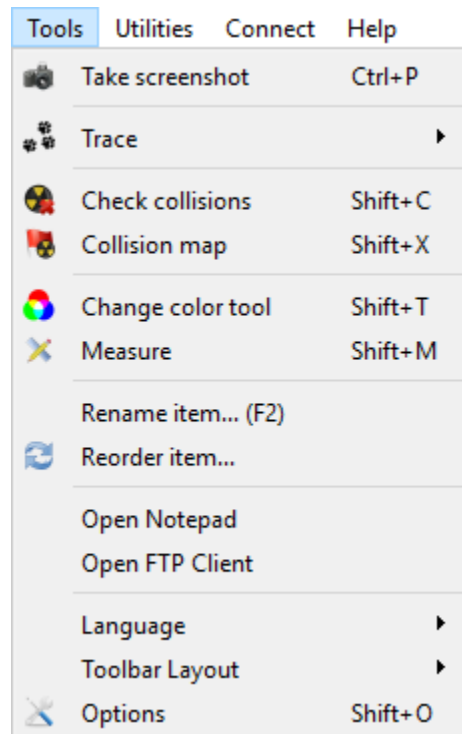 Tools Utilities Connect Help
Take screenshot Ctrl+P
Trace
Check collisions Shift+C
Collision map Shift+X
Change color tool Shift+T
Measure Shift+M
Rename item... (F2)
Reorder item...
Open Notepad
Open FTP Client
Language
Toolbar Layout
Options Shift+O